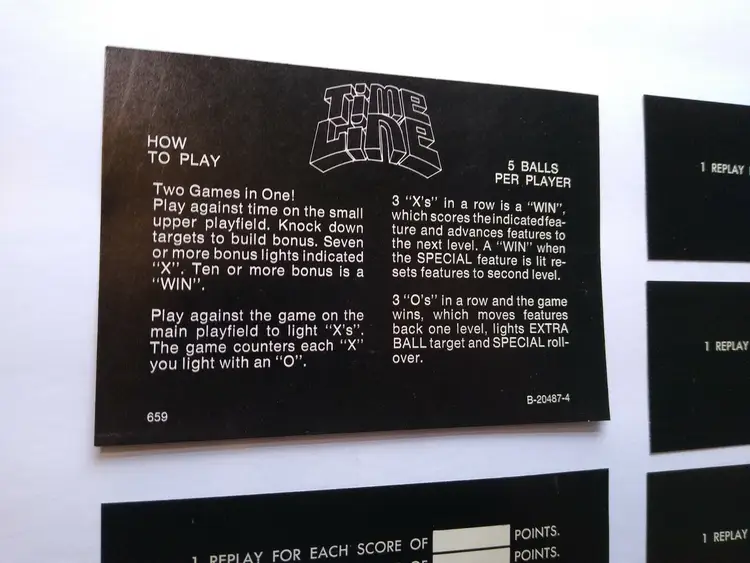 TIME
LINE
HOW
TO PLAY
Two Games in One!
Play against time on the small
upper playfield. Knock down
targets to build bonus. Seven
or more bonus lights indicated
"X". Ten or more bonus is a
"WIN".
Play against the game on the
main playfield to light "X's".
The game counters each "X"
you light with an "O".
659
5 BALLS
PER PLAYER
3 "X's" in a row is a "WIN",
which scores the indicated fea-
ture and advances features to
the next level. A "WIN" when
the SPECIAL feature is lit re-
sets features to second level.
3 "O's" in a row and the game
wins, which moves features
back one level, lights EXTRA
BALL target and SPECIAL roll-
over.
B-20487-4
1 REPLAY
1 REPLAY
1 REPLAY
1 REPLAY FOR EACH SCORE OF POINTS.
OF POINTS.